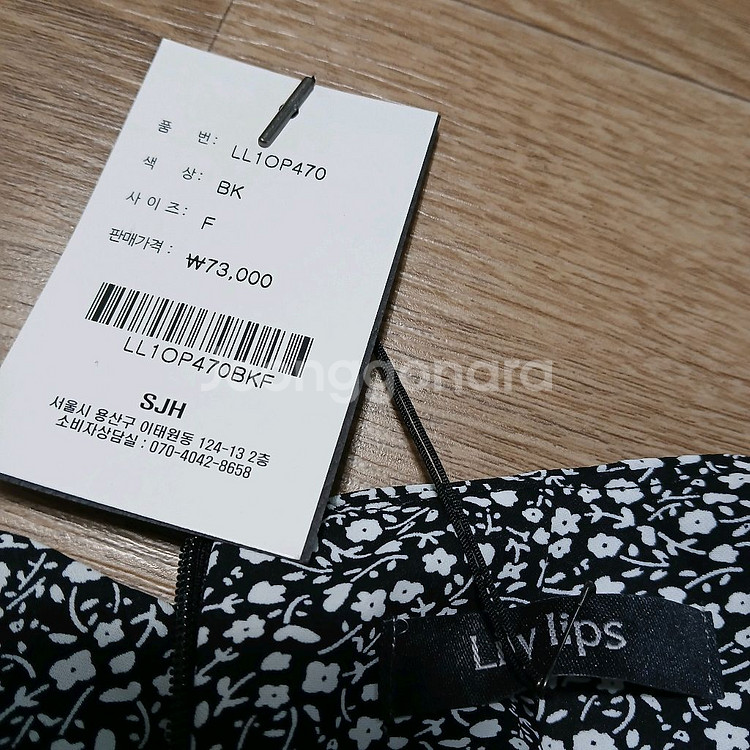 품 번: LL1OP470
색 상: BK
사 이 즈: F
판매가격: ₩73,000
LL1OP470BKF
SJH
서울시 용산구 이태원동 124-13 2층
소비자상담실 : 070-4042-8658
joonggonara
lips